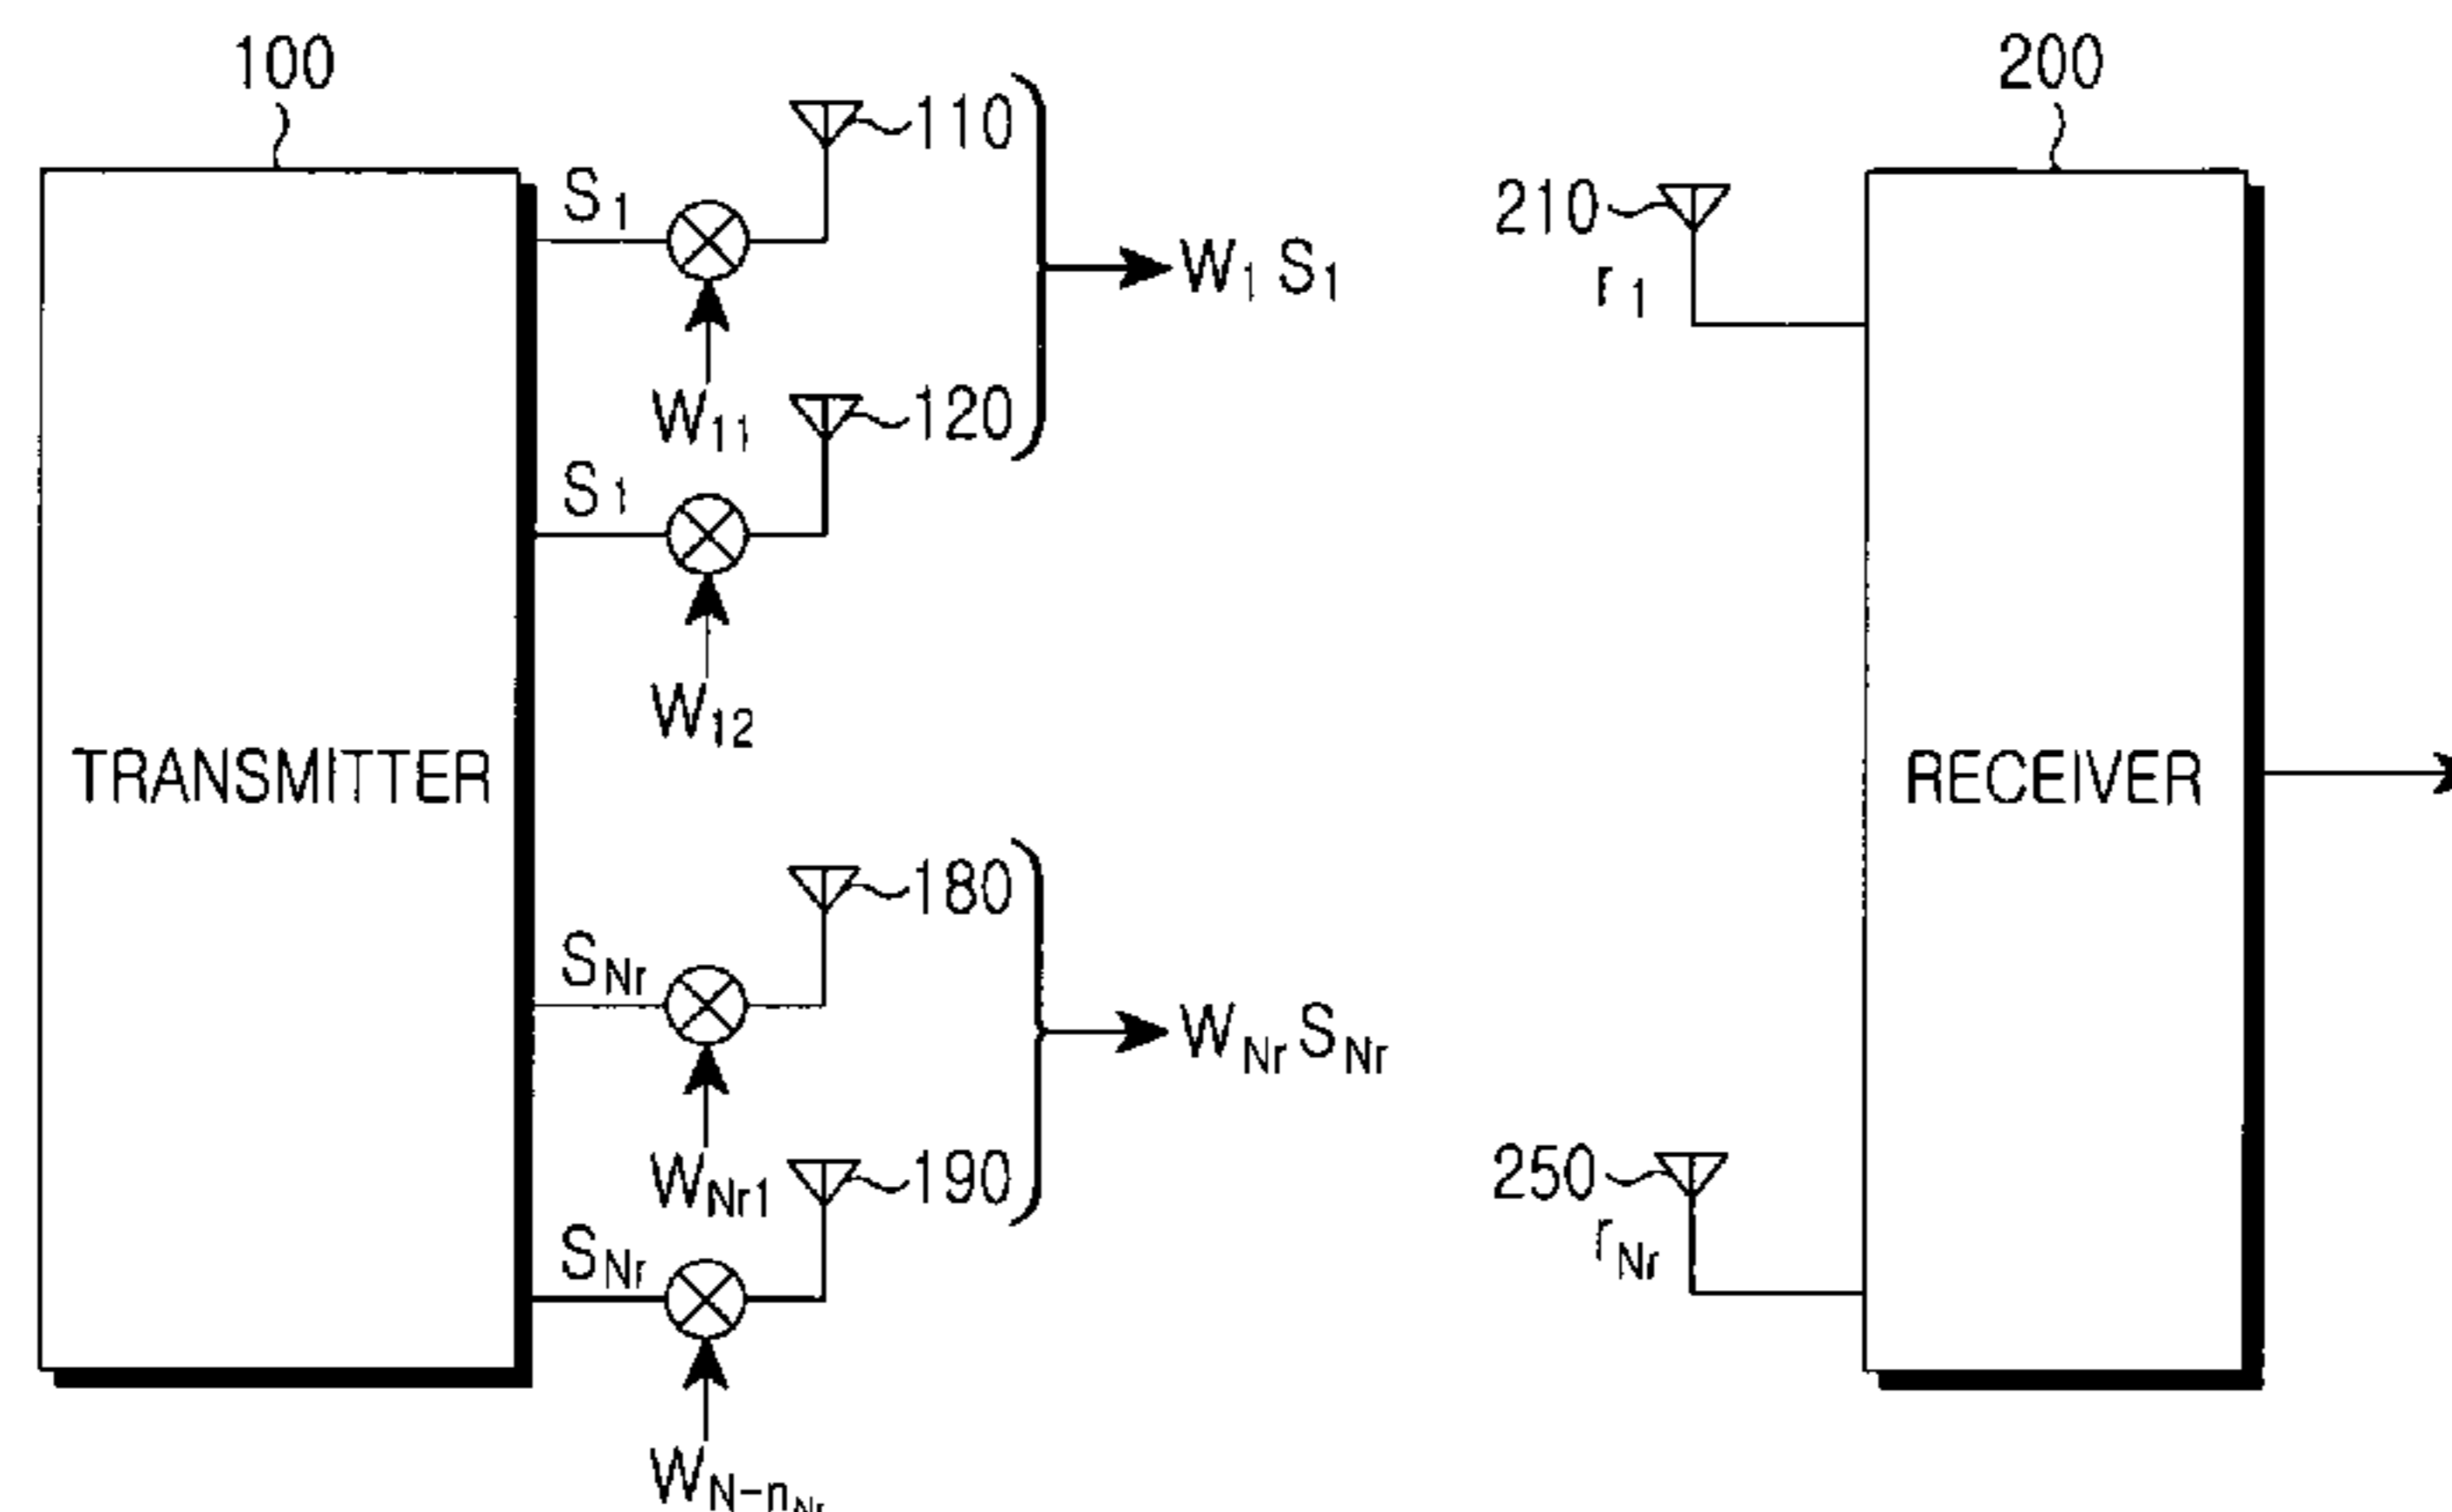 100
200
110
S1
210
W1 S1
r1
W11
120
S1
W12
TRANSMITTER
RECEIVER
180
SNr
WNr SNr
WNr1
190
250
SNr
rNr
WN-nNr